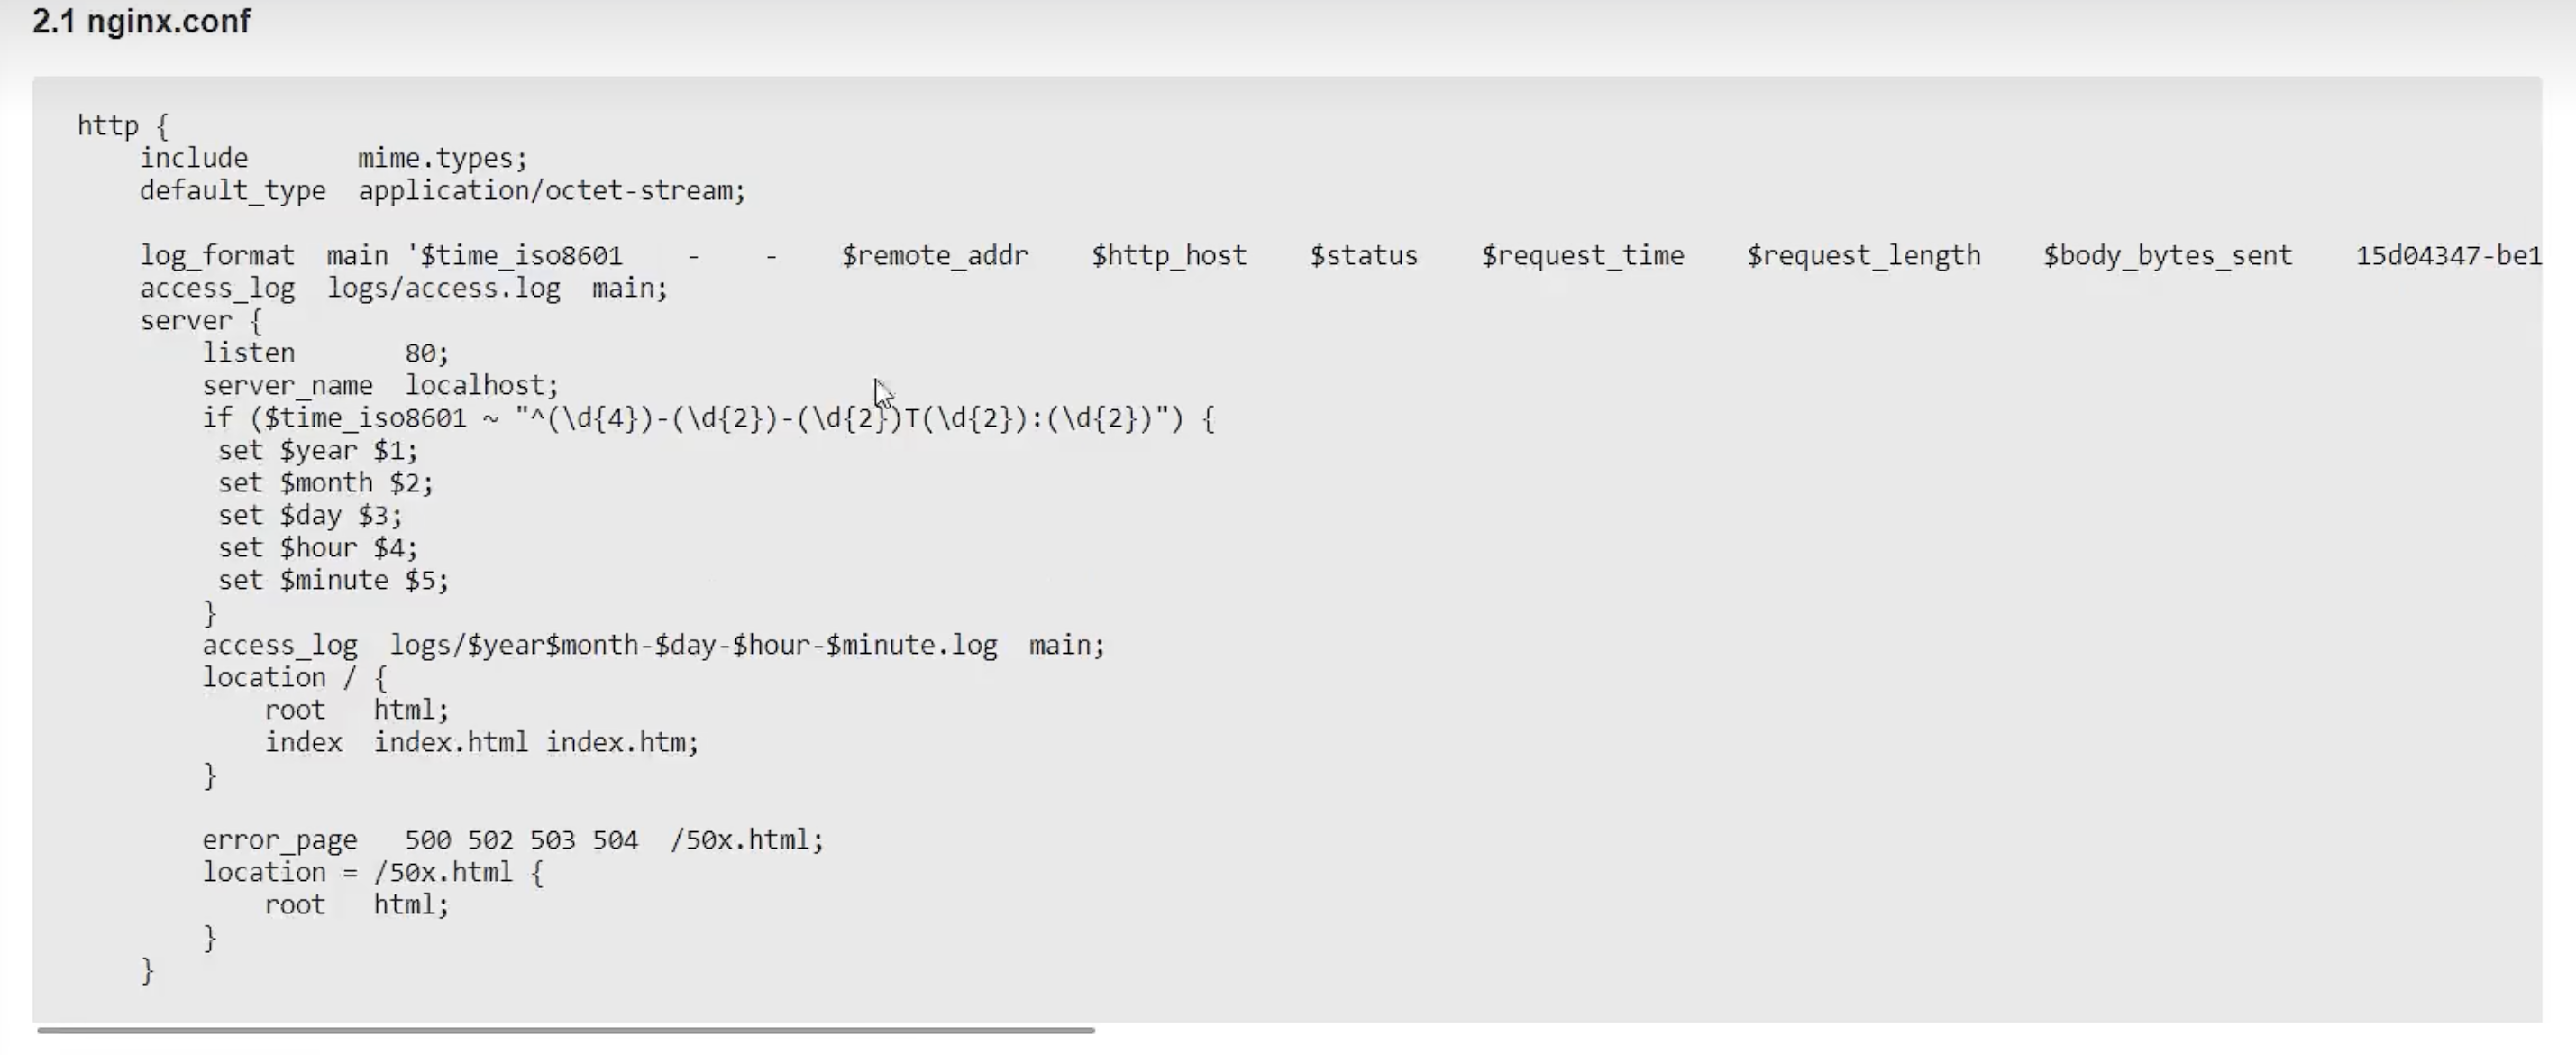 2.1 nginx.conf
http {
    include       mime.types;
    default_type  application/octet-stream;
    log_format  main '$time_iso8601    -    -    $remote_addr    $http_host    $status    $request_time    $request_length    $body_bytes_sent    15d04347-be1
    access_log  logs/access.log  main;
    server {
        listen       80;
        server_name  localhost;
        if ($time_iso8601 ~ "^(\d{4})-(\d{2})-(\d{2})T(\d{2}):(\d{2})") {
         set $year $1;
         set $month $2;
         set $day $3;
         set $hour $4;
         set $minute $5;
        }
        access_log  logs/$year$month-$day-$hour-$minute.log  main;
        location / {
            root   html;
            index  index.html index.htm;
        }
        error_page   500 502 503 504  /50x.html;
        location = /50x.html {
            root   html;
        }
    }